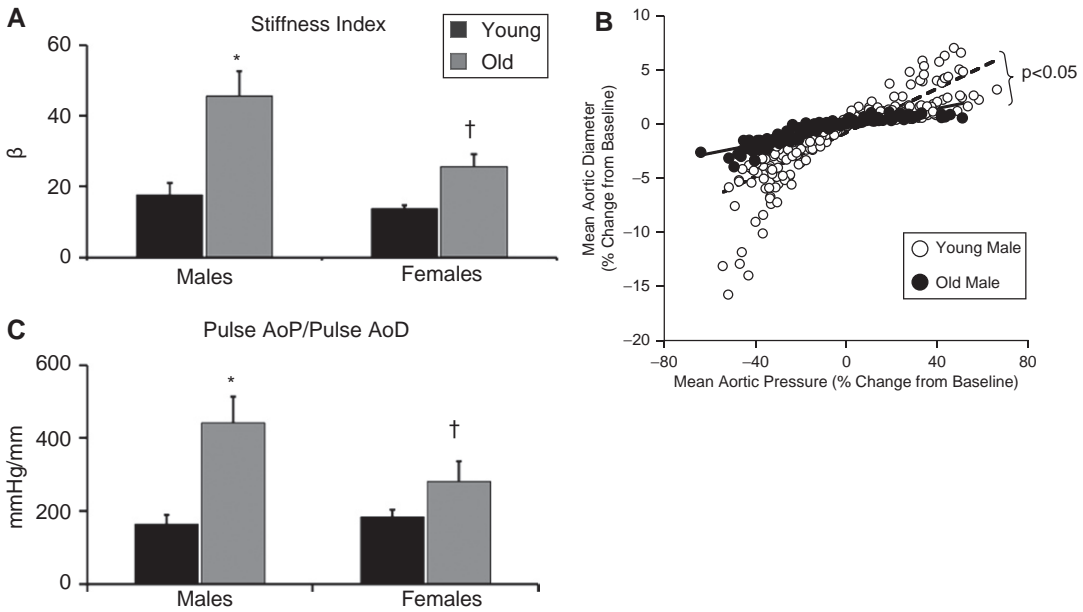 A
Stiffness Index
Young
Old
60
40
20
0
β
*
†
Males
Females
B
10
5
0
−5
−10
−15
−20
Mean Aortic Diameter
(% Change from Baseline)
p<0.05
Young Male
Old Male
−80
−40
0
40
80
Mean Aortic Pressure (% Change from Baseline)
C
Pulse AoP/Pulse AoD
600
400
200
0
mmHg/mm
*
†
Males
Females